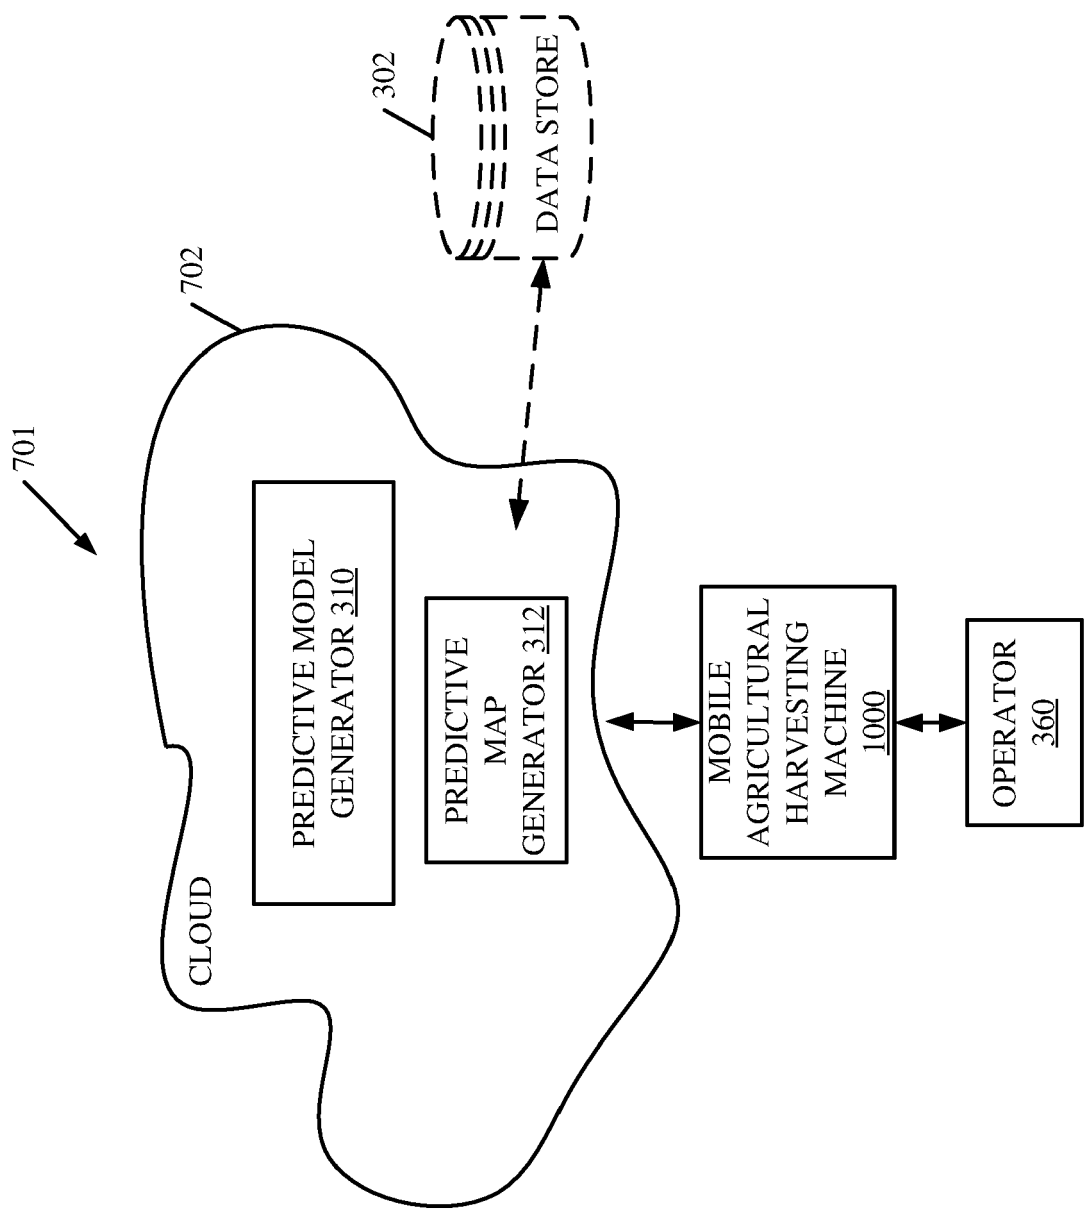 701
702
CLOUD
PREDICTIVE MODEL
GENERATOR 310
PREDICTIVE
MAP
GENERATOR 312
302
DATA STORE
MOBILE
AGRICULTURAL
HARVESTING
MACHINE
1000
OPERATOR
360